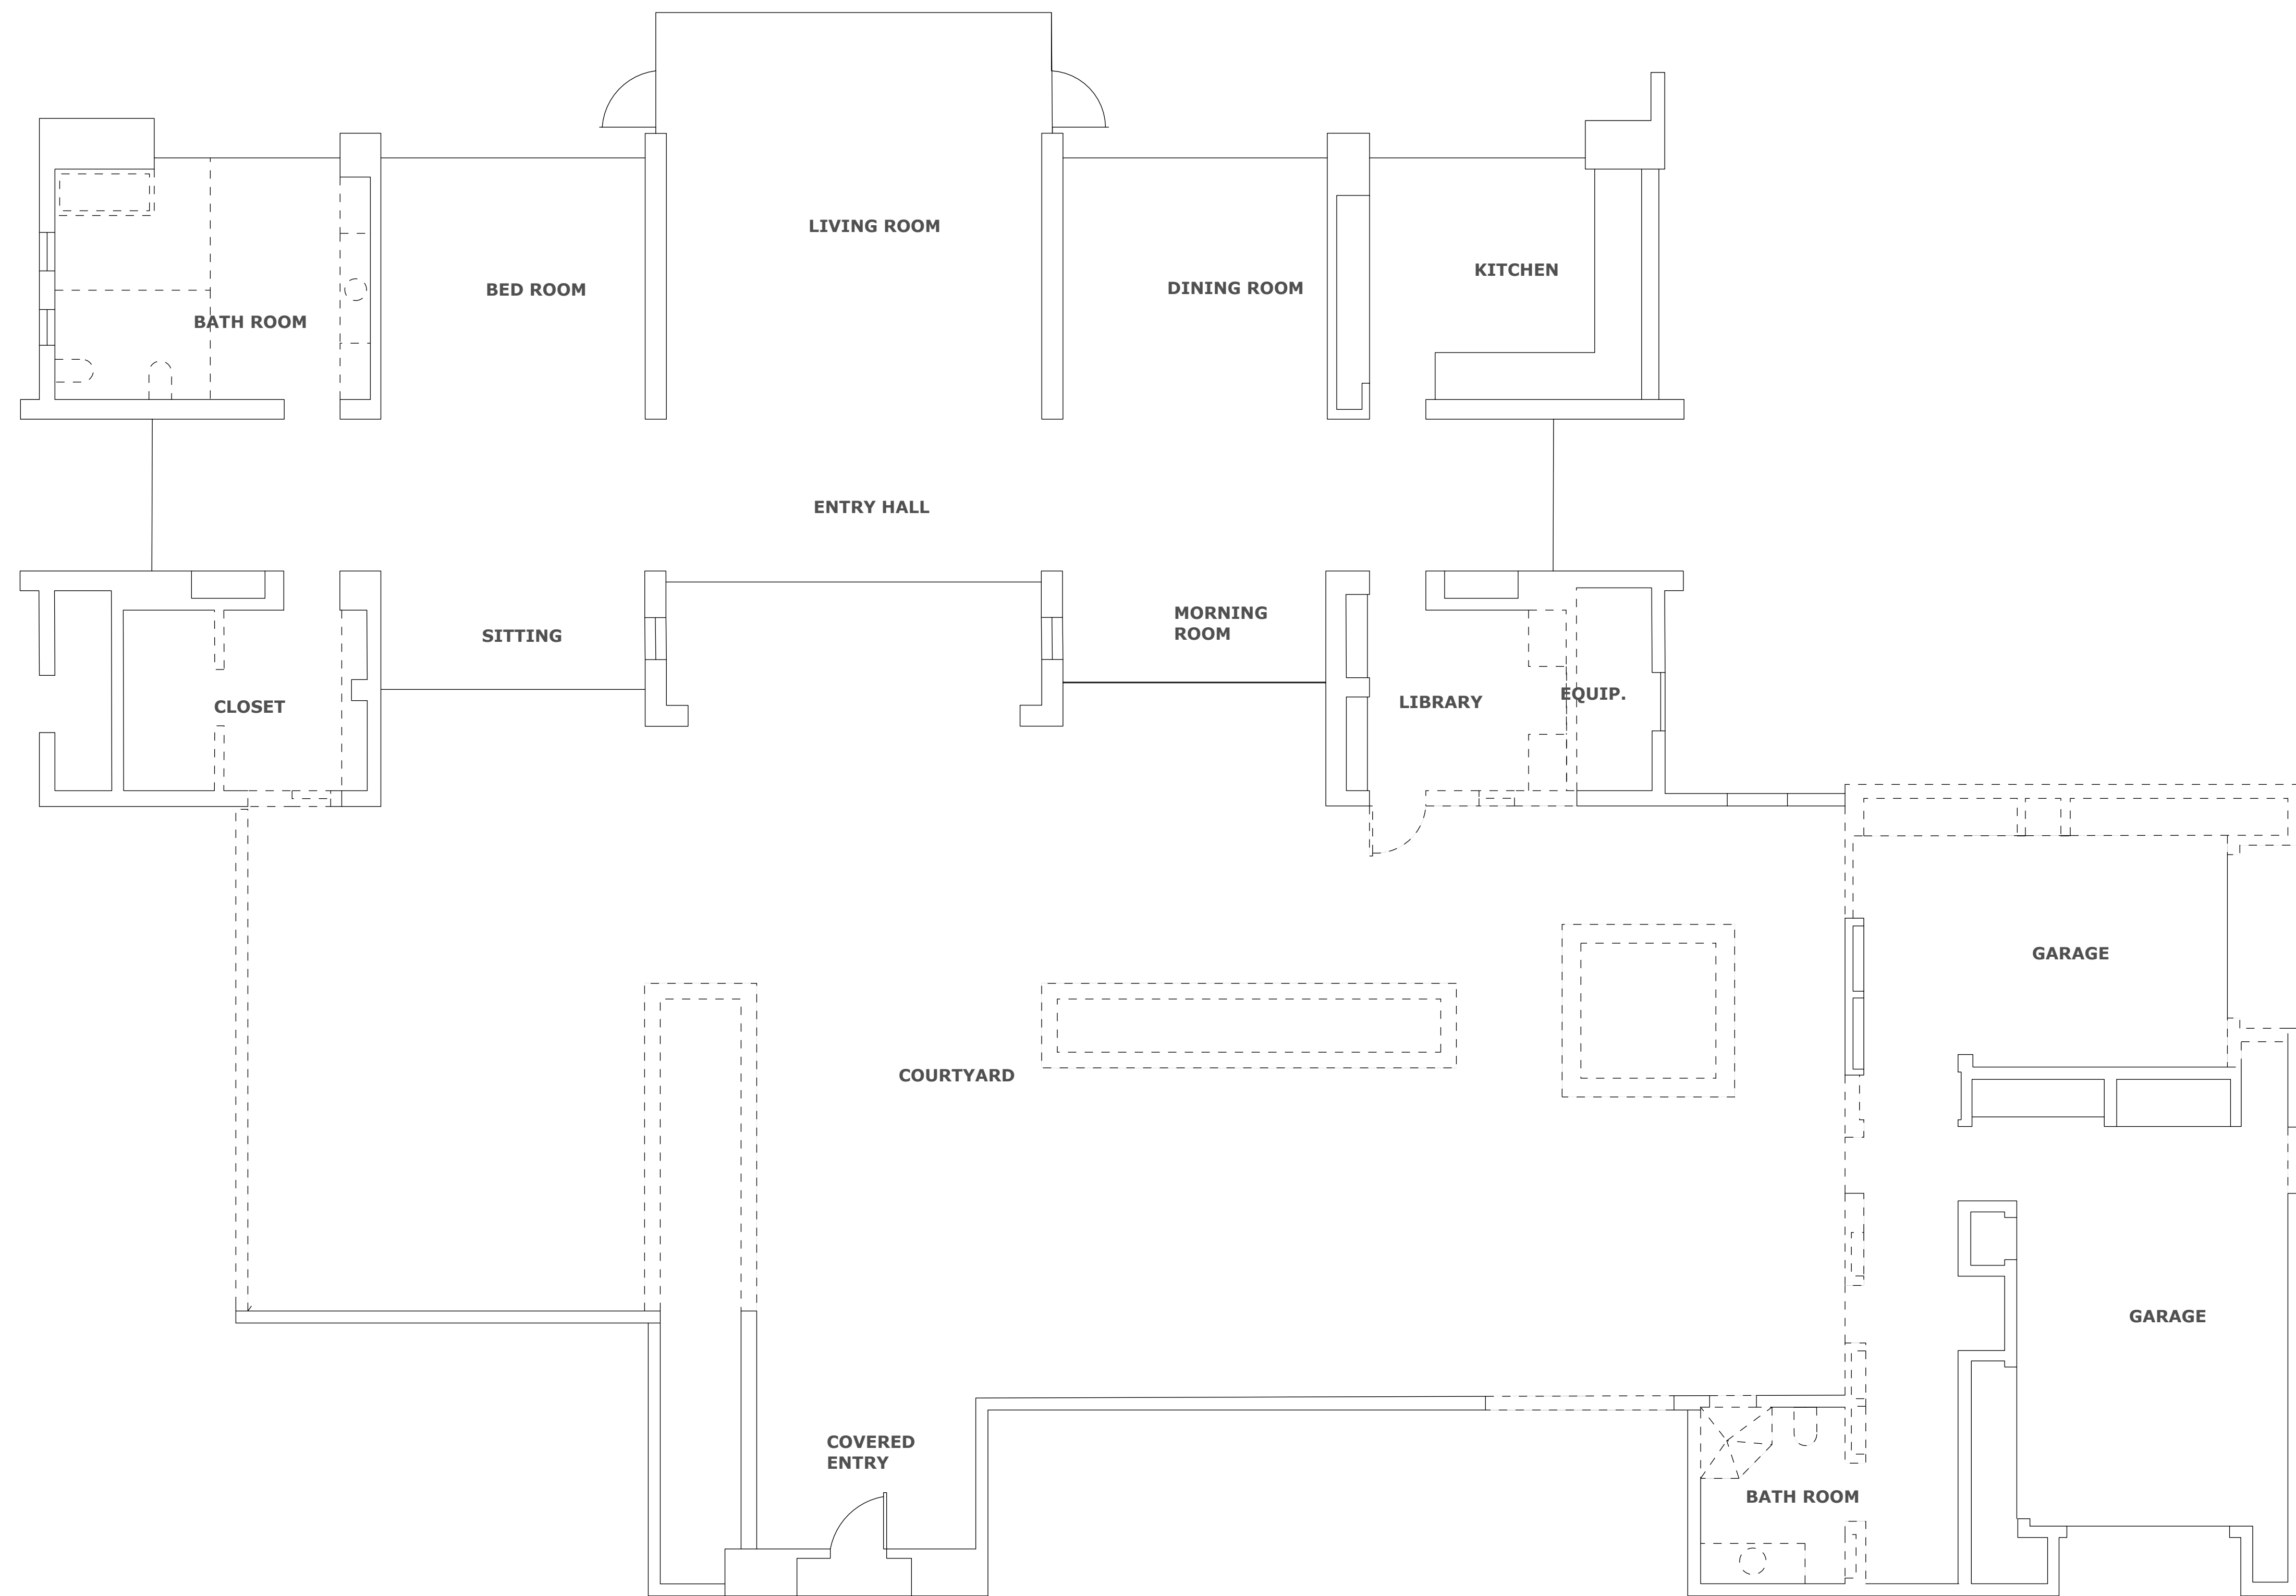 LIVING ROOM
KITCHEN
BED ROOM
DINING ROOM
BATH ROOM
ENTRY HALL
MORNING
ROOM
SITTING
EQUIP.
LIBRARY
CLOSET
GARAGE
COURTYARD
GARAGE
COVERED
ENTRY
BATH ROOM